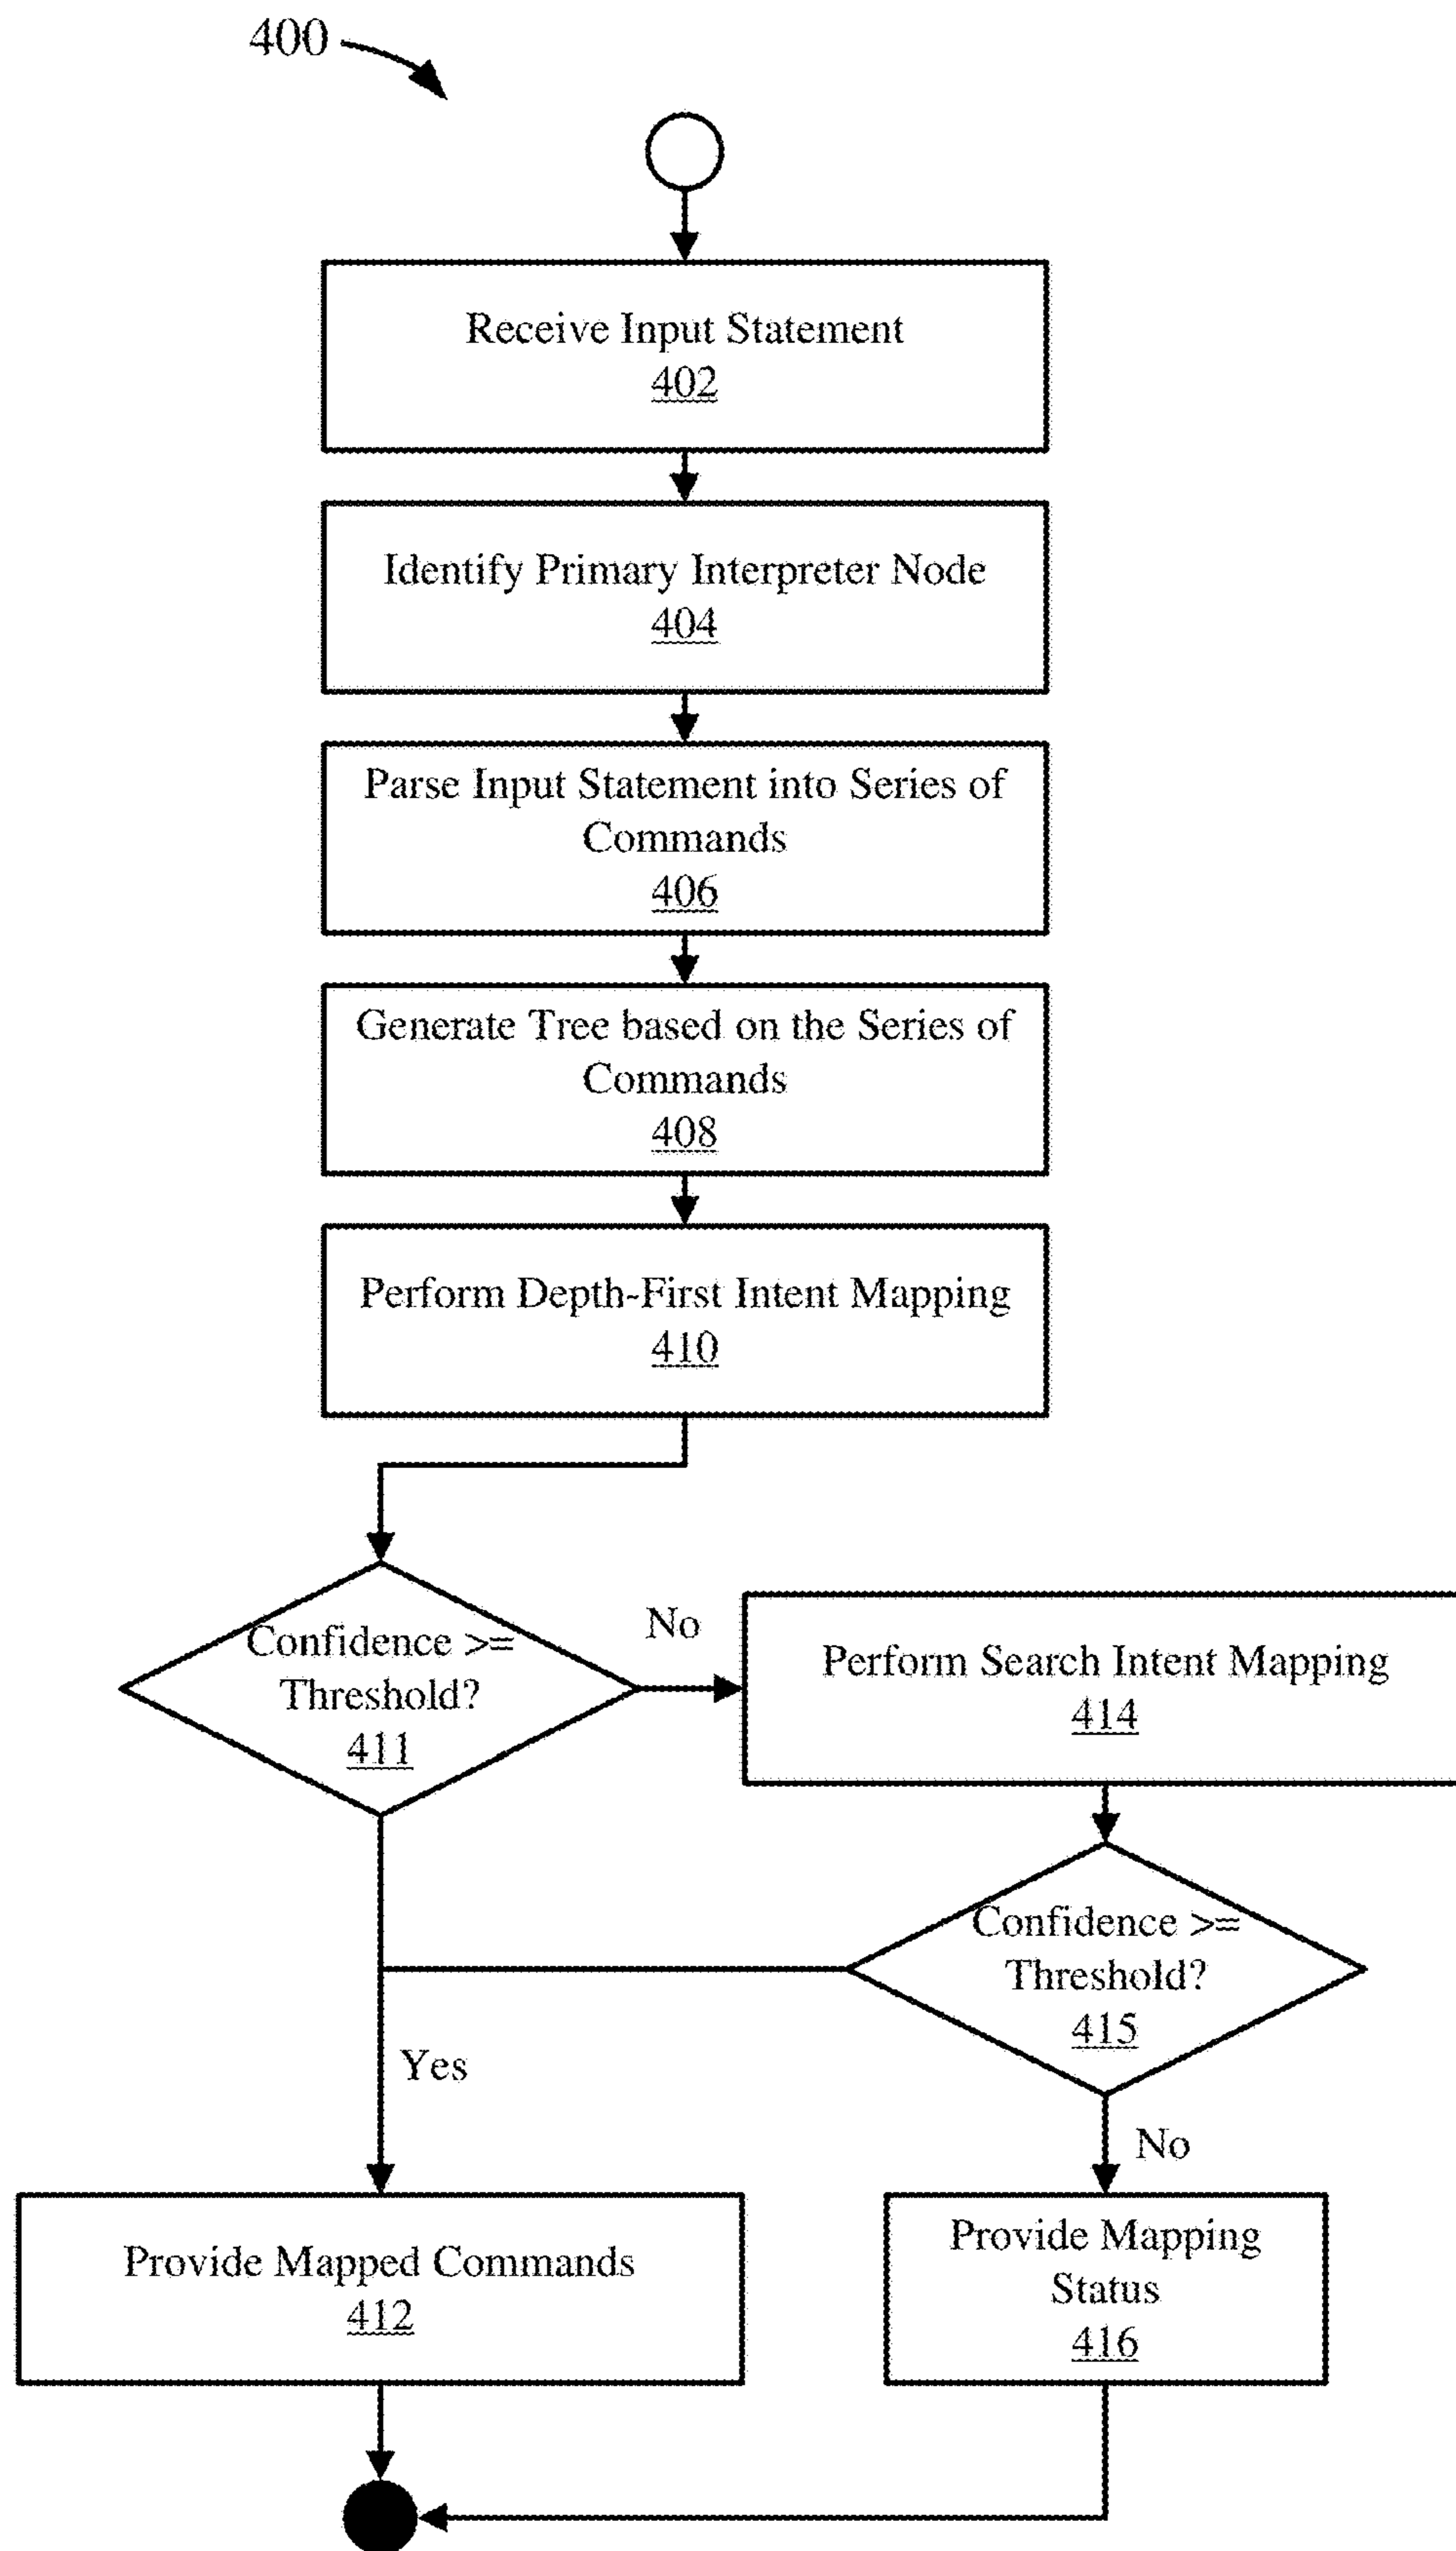 400
Receive Input Statement
402
Identify Primary Interpreter Node
404
Parse Input Statement into Series of
Commands
406
Generate Tree based on the Series of
Commands
408
Perform Depth-First Intent Mapping
410
Confidence >=
Threshold?
411
No
Perform Search Intent Mapping
414
Confidence >=
Threshold?
415
Yes
No
Provide Mapped Commands
412
Provide Mapping
Status
416